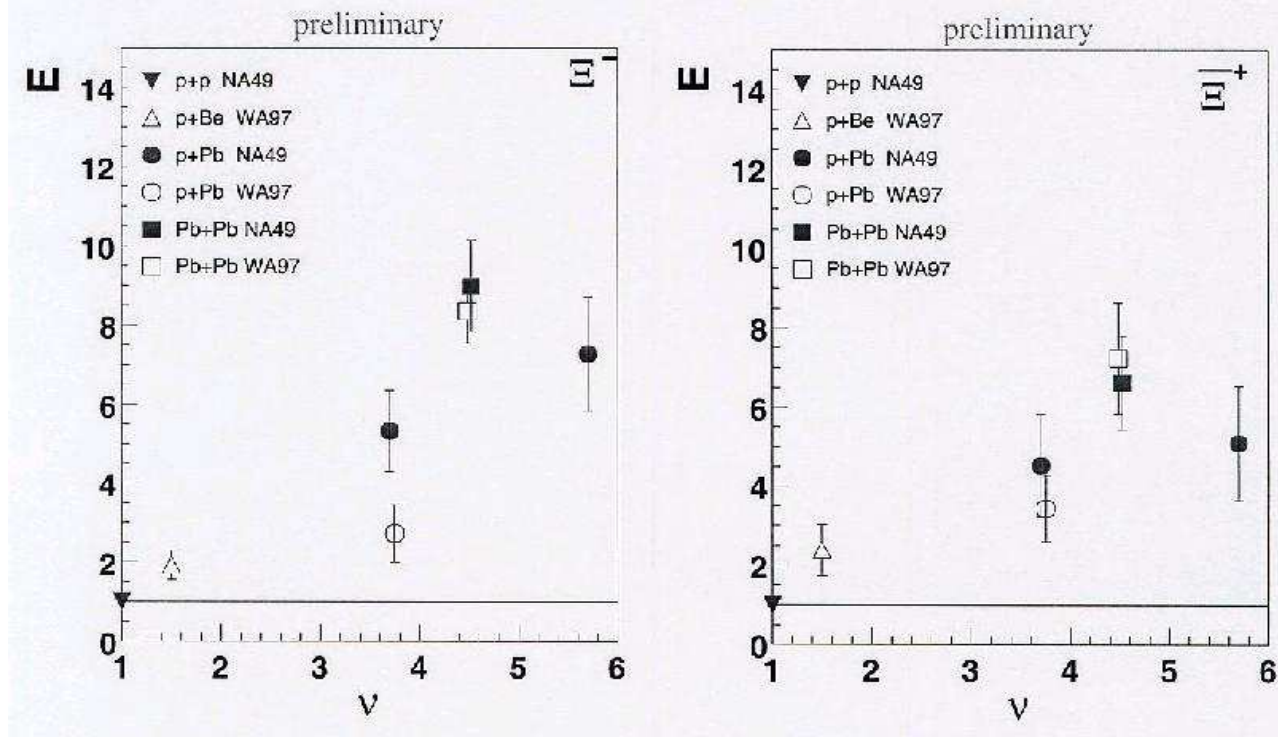 preliminary
E
Ξ⁻
p+p NA49
p+Be WA97
p+Pb NA49
p+Pb WA97
Pb+Pb NA49
Pb+Pb WA97
14
12
10
8
6
4
2
0
1 2 3 4 5 6
ν
preliminary
E
Ξ̅⁺
p+p NA49
p+Be WA97
p+Pb NA49
p+Pb WA97
Pb+Pb NA49
Pb+Pb WA97
14
12
10
8
6
4
2
0
1 2 3 4 5 6
ν